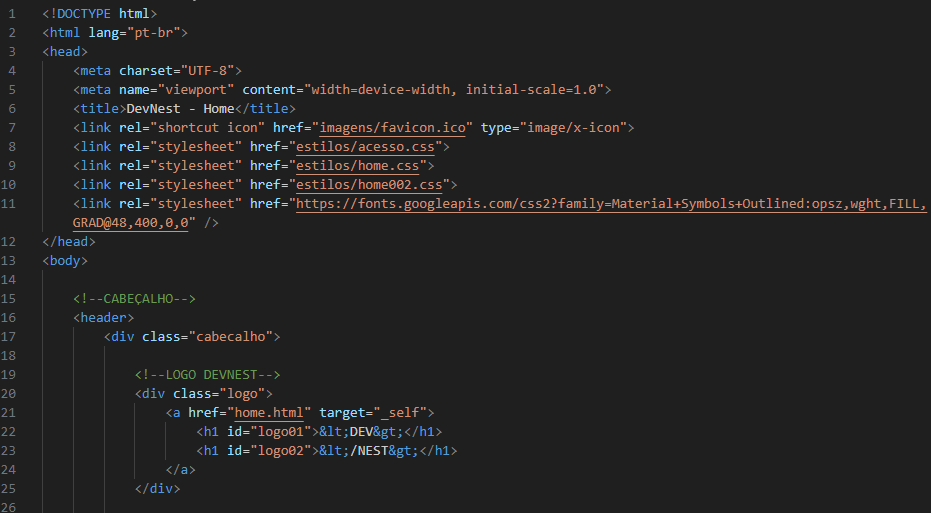 1 <!DOCTYPE html>
2 <html lang="pt-br">
3 <head>
4 <meta charset="UTF-8">
5 <meta name="viewport" content="width=device-width, initial-scale=1.0">
6 <title>DevNest - Home</title>
7 <link rel="shortcut icon" href="imagens/favicon.ico" type="image/x-icon">
8 <link rel="stylesheet" href="estilos/acesso.css">
9 <link rel="stylesheet" href="estilos/home.css">
10 <link rel="stylesheet" href="estilos/home002.css">
11 <link rel="stylesheet" href="https://fonts.googleapis.com/css2?family=Material+Symbols+Outlined:opsz,wght,FILL,
GRAD@48,400,0,0" />
12 </head>
13 <body>
14
15 <!--CABEÇALHO-->
16 <header>
17 <div class="cabecalho">
18
19 <!--LOGO DEVNEST-->
20 <div class="logo">
21 <a href="home.html" target="_self">
22 <h1 id="logo01">&lt;DEV&gt;</h1>
23 <h1 id="logo02">&lt;/NEST&gt;</h1>
24 </a>
25 </div>
26